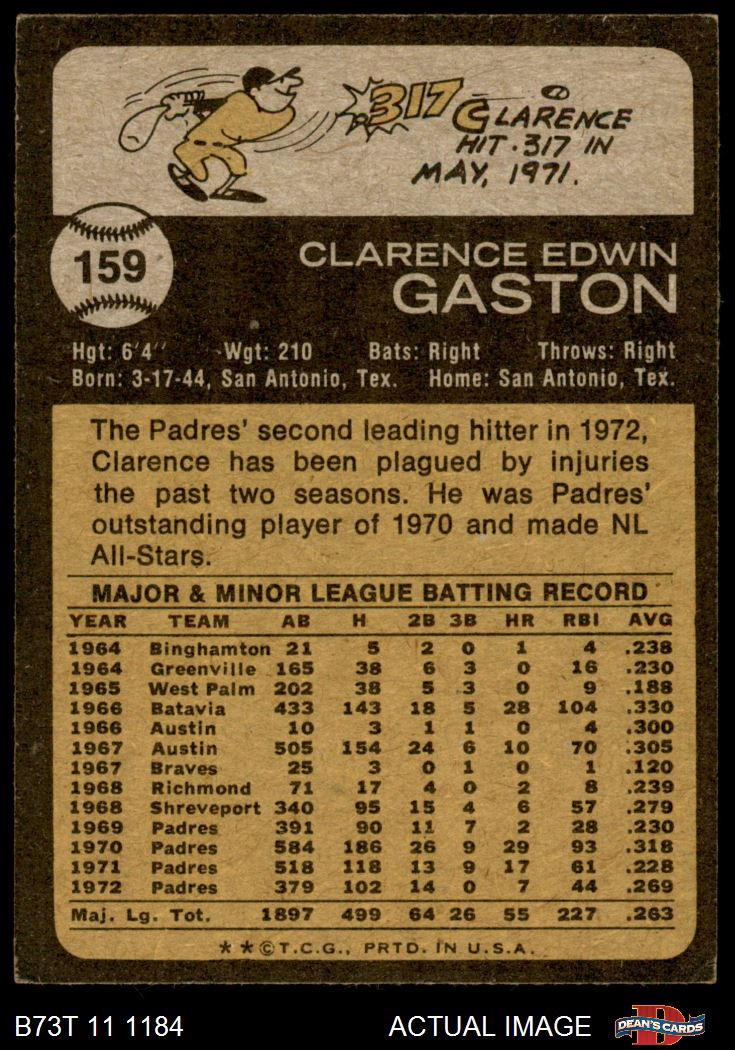 .317 CLARENCE
HIT .317 IN
MAY, 1971.
159
CLARENCE EDWIN
GASTON
Hgt: 6'4" Wgt: 210 Bats: Right Throws: Right
Born: 3-17-44, San Antonio, Tex. Home: San Antonio, Tex.
The Padres' second leading hitter in 1972,
Clarence has been plagued by injuries
the past two seasons. He was Padres'
outstanding player of 1970 and made NL
All-Stars.
MAJOR & MINOR LEAGUE BATTING RECORD
YEAR TEAM AB H 2B 3B HR RBI AVG
1964 Binghamton 21 5 2 0 1 4 .238
1964 Greenville 165 38 6 3 0 16 .230
1965 West Palm 202 38 5 3 0 9 .188
1966 Batavia 433 143 18 5 28 104 .330
1966 Austin 10 3 1 1 0 4 .300
1967 Austin 505 154 24 6 10 70 .305
1967 Braves 25 3 0 1 0 1 .120
1968 Richmond 71 17 4 0 2 8 .239
1968 Shreveport 340 95 15 4 6 57 .279
1969 Padres 391 90 11 7 2 28 .230
1970 Padres 584 186 26 9 29 93 .318
1971 Padres 518 118 13 9 17 61 .228
1972 Padres 379 102 14 0 7 44 .269
Maj. Lg. Tot. 1897 499 64 26 55 227 .263
* * © T.C.G., PRTD. IN U.S.A.
B73T 11 1184 ACTUAL IMAGE DEAN'S CARDS